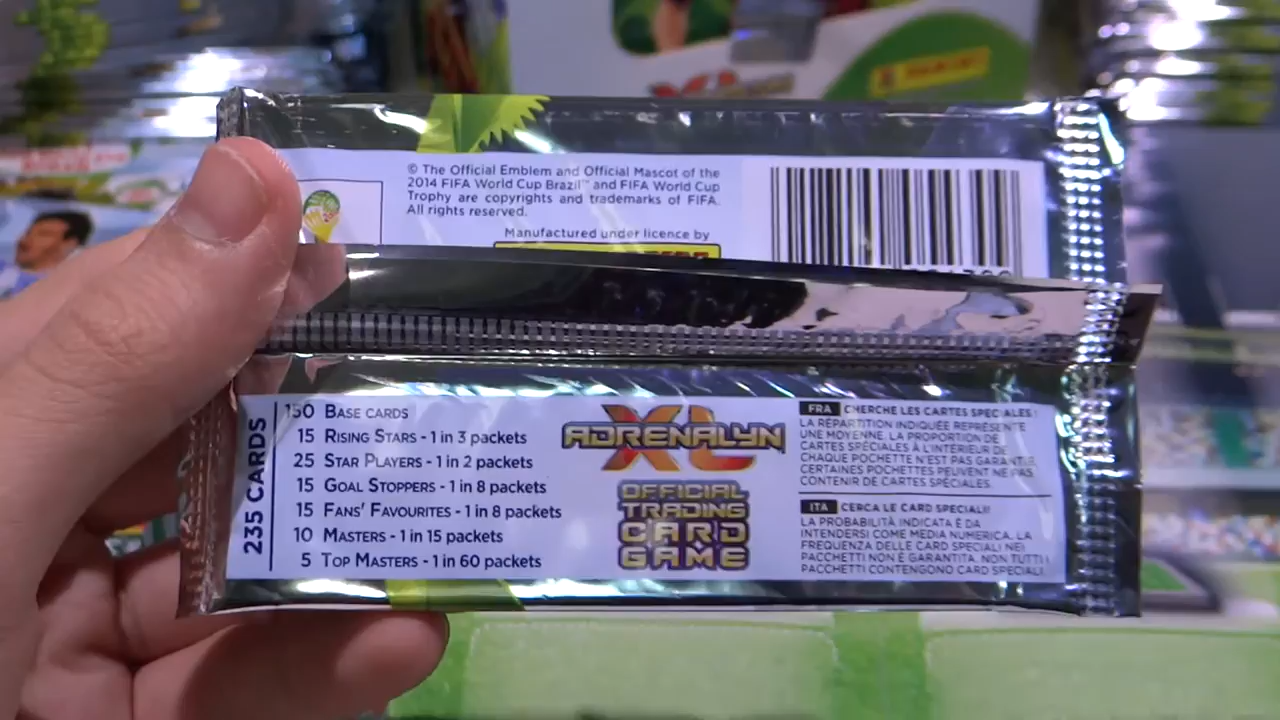 PANINI
© The Official Emblem and Official Mascot of the
2014 FIFA World Cup Brazil™ and FIFA World Cup
Trophy are copyrights and trademarks of FIFA.
All rights reserved.
Manufactured under licence by
235 CARDS
150 BASE CARDS
15 RISING STARS - 1 in 3 packets
25 STAR PLAYERS - 1 in 2 packets
15 GOAL STOPPERS - 1 in 8 packets
15 FANS' FAVOURITES - 1 in 8 packets
10 MASTERS - 1 in 15 packets
5 TOP MASTERS - 1 in 60 packets
ADRENALYN
XL
OFFICIAL
TRADING
CARD
GAME
FRA CHERCHE LES CARTES SPÉCIALES!
LA RÉPARTITION INDIQUÉE REPRÉSENTE
UNE MOYENNE. LA PROPORTION DE
CARTES SPÉCIALES À L'INTÉRIEUR DE
CHAQUE POCHETTE N'EST PAS GARANTIE.
CERTAINES POCHETTES PEUVENT NE PAS
CONTENIR DE CARTES SPÉCIALES.
ITA CERCA LE CARD SPECIALI!
LA PROBABILITÀ INDICATA È DA
INTENDERSI COME MEDIA NUMERICA. LA
FREQUENZA DELLE CARD SPECIALI NEI
PACCHETTI NON È GARANTITA. NON TUTTI I
PACCHETTI CONTENGONO CARD SPECIALI.